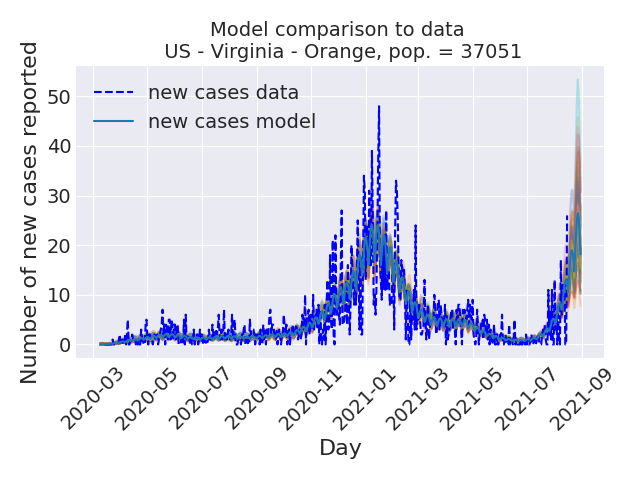 Model comparison to data
US - Virginia - Orange, pop. = 37051
Number of new cases reported
50
40
30
20
10
0
new cases data
new cases model
2020-03
2020-05
2020-07
2020-09
2020-11
2021-01
2021-03
2021-05
2021-07
2021-09
Day